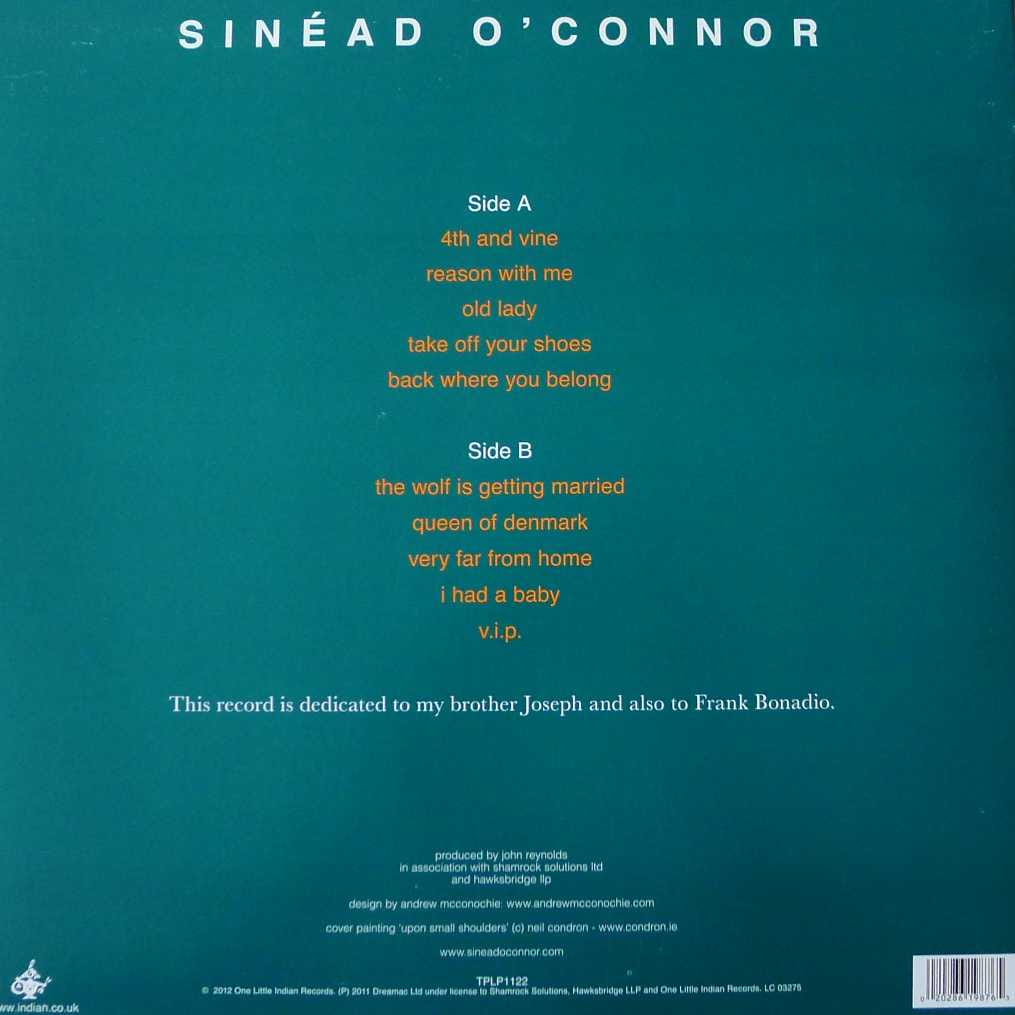 SINÉAD O'CONNOR
Side A
4th and vine
reason with me
old lady
take off your shoes
back where you belong
Side B
the wolf is getting married
queen of denmark
very far from home
i had a baby
v.i.p.
This record is dedicated to my brother Joseph and also to Frank Bonadio.
produced by john reynolds
in association with shamrock solutions ltd
and hawksbridge llp
design by andrew mcconochie: www.andrewmcconochie.com
cover painting 'upon small shoulders' (c) neil condron - www.condron.ie
www.sineadoconnor.com
TPLP1122
© 2012 One Little Indian Records. (P) 2011 Dreamac Ltd under license to Shamrock Solutions, Hawksbridge LLP and One Little Indian Records. LC 03275
ww.indian.co.uk
0 20286 19876 3